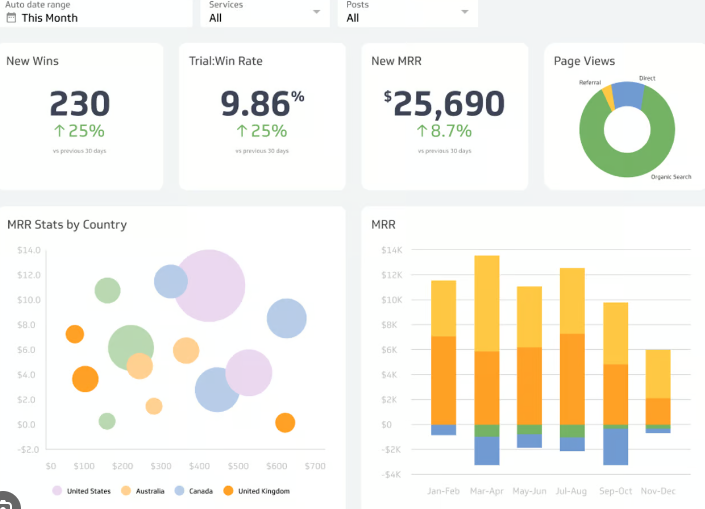 Auto date range
This Month
Services
All
Posts
All
New Wins
230
↑25%
vs previous 30 days
Trial:Win Rate
9.86%
↑25%
vs previous 30 days
New MRR
$25,690
↑8.7%
vs previous 30 days
Page Views
Referral
Direct
Organic Search
MRR Stats by Country
$14.0
$12.0
$10.0
$8.0
$6.0
$4.0
$2.0
$0.0
-$2.0
$0 $100 $200 $300 $400 $500 $600 $700
United States Australia Canada United Kingdom
MRR
$14K
$12K
$10K
$8K
$6K
$4K
$2K
$0
-$2K
-$4K
Jan-Feb Mar-Apr May-Jun Jul-Aug Sep-Oct Nov-Dec